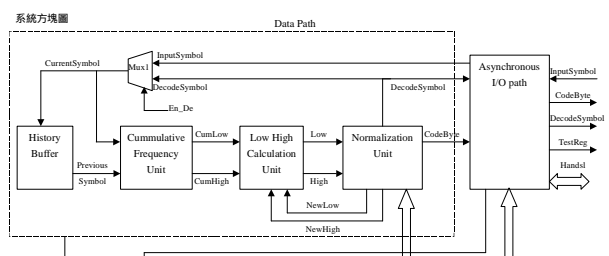 系統方塊圖
Data Path
InputSymbol
CurrentSymbol
Mux1
DecodeSymbol
DecodeSymbol
En_De
Asynchronous
I/O path
InputSymbol
CodeByte
DecodeSymbol
TestReg
Handsl
History
Buffer
Previous
Symbol
Cummulative
Frequency
Unit
CumLow
CumHigh
Low High
Calculation
Unit
Low
High
Normalization
Unit
CodeByte
NewLow
NewHigh